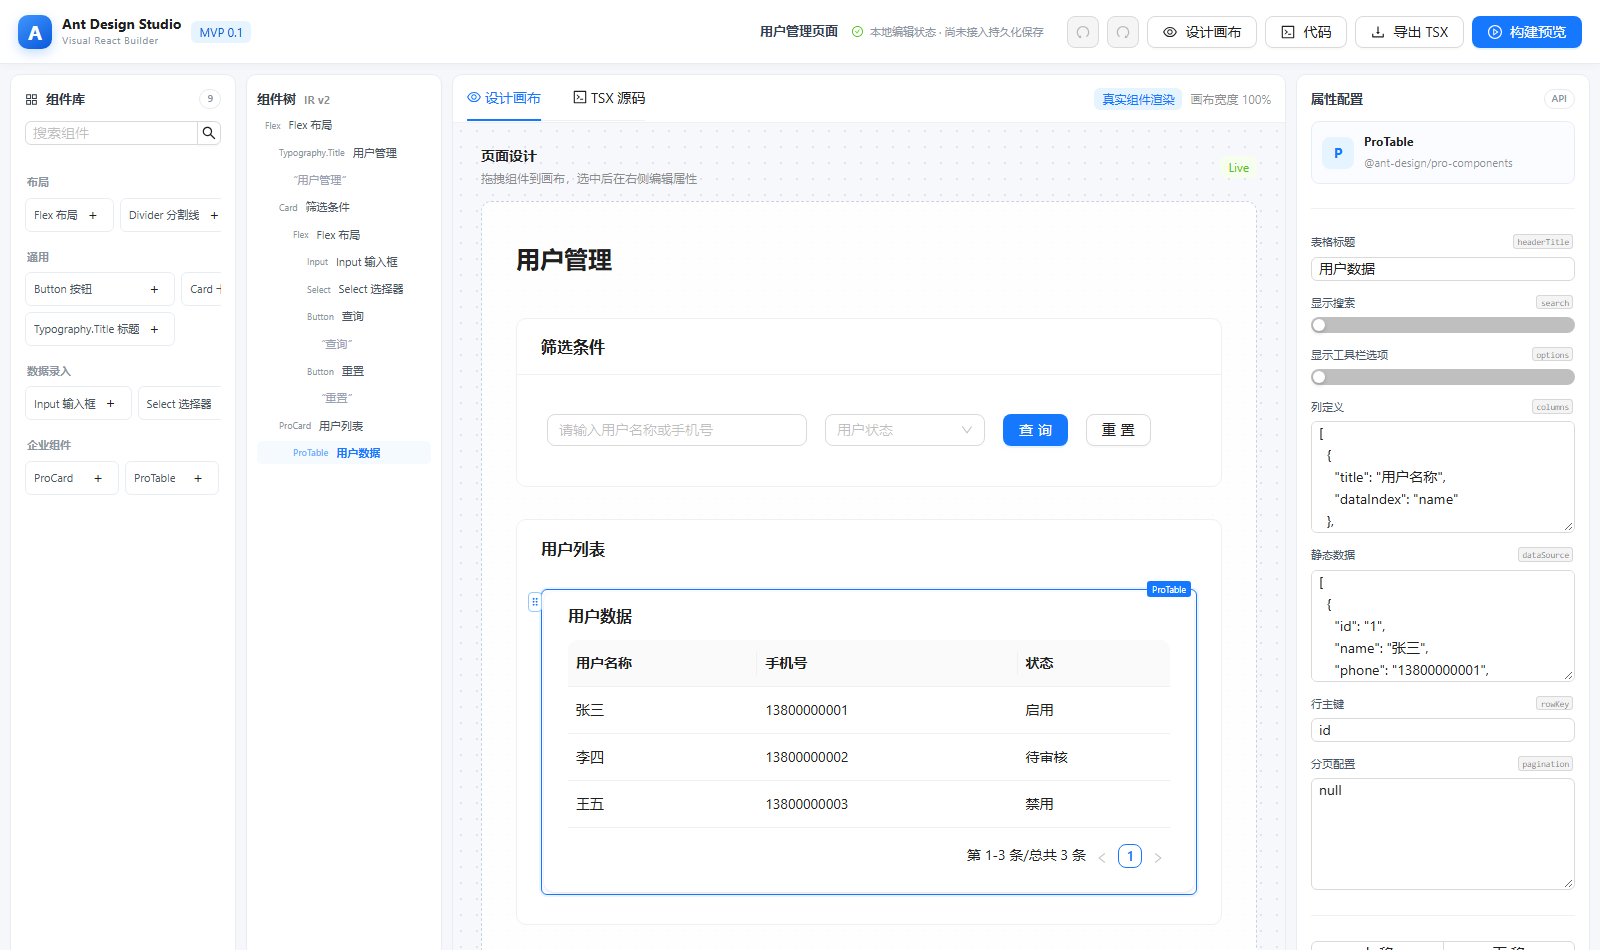 A
Ant Design Studio
Visual React Builder
MVP 0.1
用户管理页面
本地编辑状态 · 尚未接入持久化保存
设计画布
代码
导出 TSX
构建预览
组件库
9
搜索组件
布局
Flex 布局 +
Divider 分割线 +
通用
Button 按钮 +
Card
Typography.Title 标题 +
数据录入
Input 输入框 +
Select 选择器
企业组件
ProCard +
ProTable +
组件树 IR v2
Flex Flex 布局
Typography.Title 用户管理
"用户管理"
Card 筛选条件
Flex Flex 布局
Input Input 输入框
Select Select 选择器
Button 查询
"查询"
Button 重置
"重置"
ProCard 用户列表
ProTable 用户数据
设计画布
TSX 源码
真实组件渲染
画布宽度 100%
页面设计
拖拽组件到画布，选中后在右侧编辑属性
Live
用户管理
筛选条件
请输入用户名称或手机号
用户状态
查 询
重 置
用户列表
ProTable
用户数据
用户名称 手机号 状态
张三 13800000001 启用
李四 13800000002 待审核
王五 13800000003 禁用
第 1-3 条/总共 3 条
1
属性配置
API
P
ProTable
@ant-design/pro-components
表格标题 headerTitle
用户数据
显示搜索 search
显示工具栏选项 options
列定义 columns
[
{
"title": "用户名称",
"dataIndex": "name"
},
静态数据 dataSource
[
{
"id": "1",
"name": "张三",
"phone": "13800000001",
行主键 rowKey
id
分页配置 pagination
null